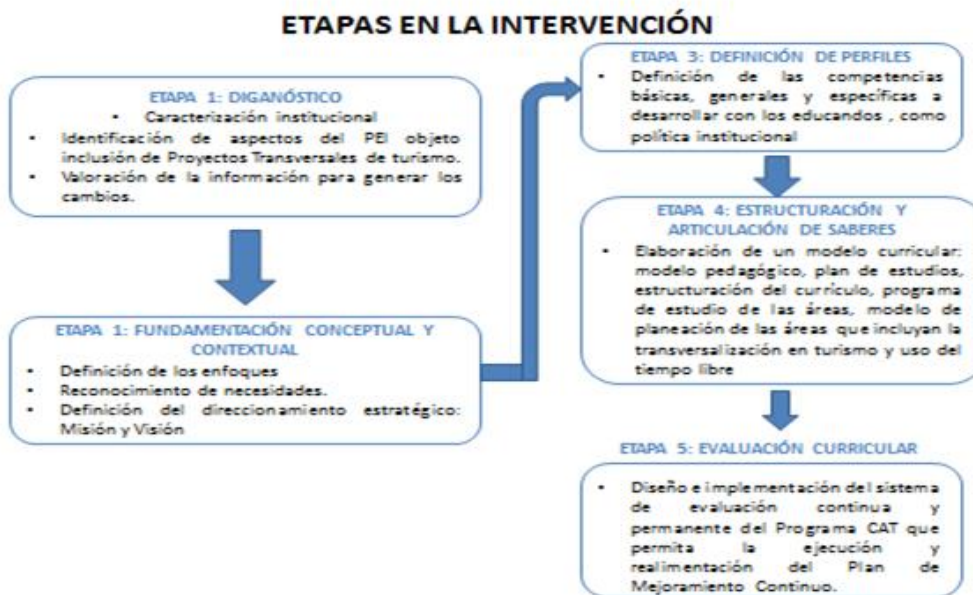 ETAPAS EN LA INTERVENCIÓN
ETAPA 1: DIGANÓSTICO
• Caracterización institucional
• Identificación de aspectos del PEI objeto
inclusión de Proyectos Transversales de turismo.
• Valoración de la información para generar los
cambios.
ETAPA 1: FUNDAMENTACIÓN CONCEPTUAL Y
CONTEXTUAL
• Definición de los enfoques
• Reconocimiento de necesidades.
• Definición del direccionamiento estratégico:
Misión y Visión
ETAPA 3: DEFINICIÓN DE PERFILES
• Definición de las competencias
básicas, generales y específicas a
desarrollar con los educandos , como
política institucional
ETAPA 4: ESTRUCTURACIÓN Y
ARTICULACIÓN DE SABERES
• Elaboración de un modelo curricular:
modelo pedagógico, plan de estudios,
estructuración del currículo, programa
de estudio de las áreas, modelo de
planeación de las áreas que incluyan la
transversalización en turismo y uso del
tiempo libre
ETAPA 5: EVALUACIÓN CURRICULAR
• Diseño e implementación del sistema
de evaluación continua y
permanente del Programa CAT que
permita la ejecución y
realimentación del Plan de
Mejoramiento Continuo.